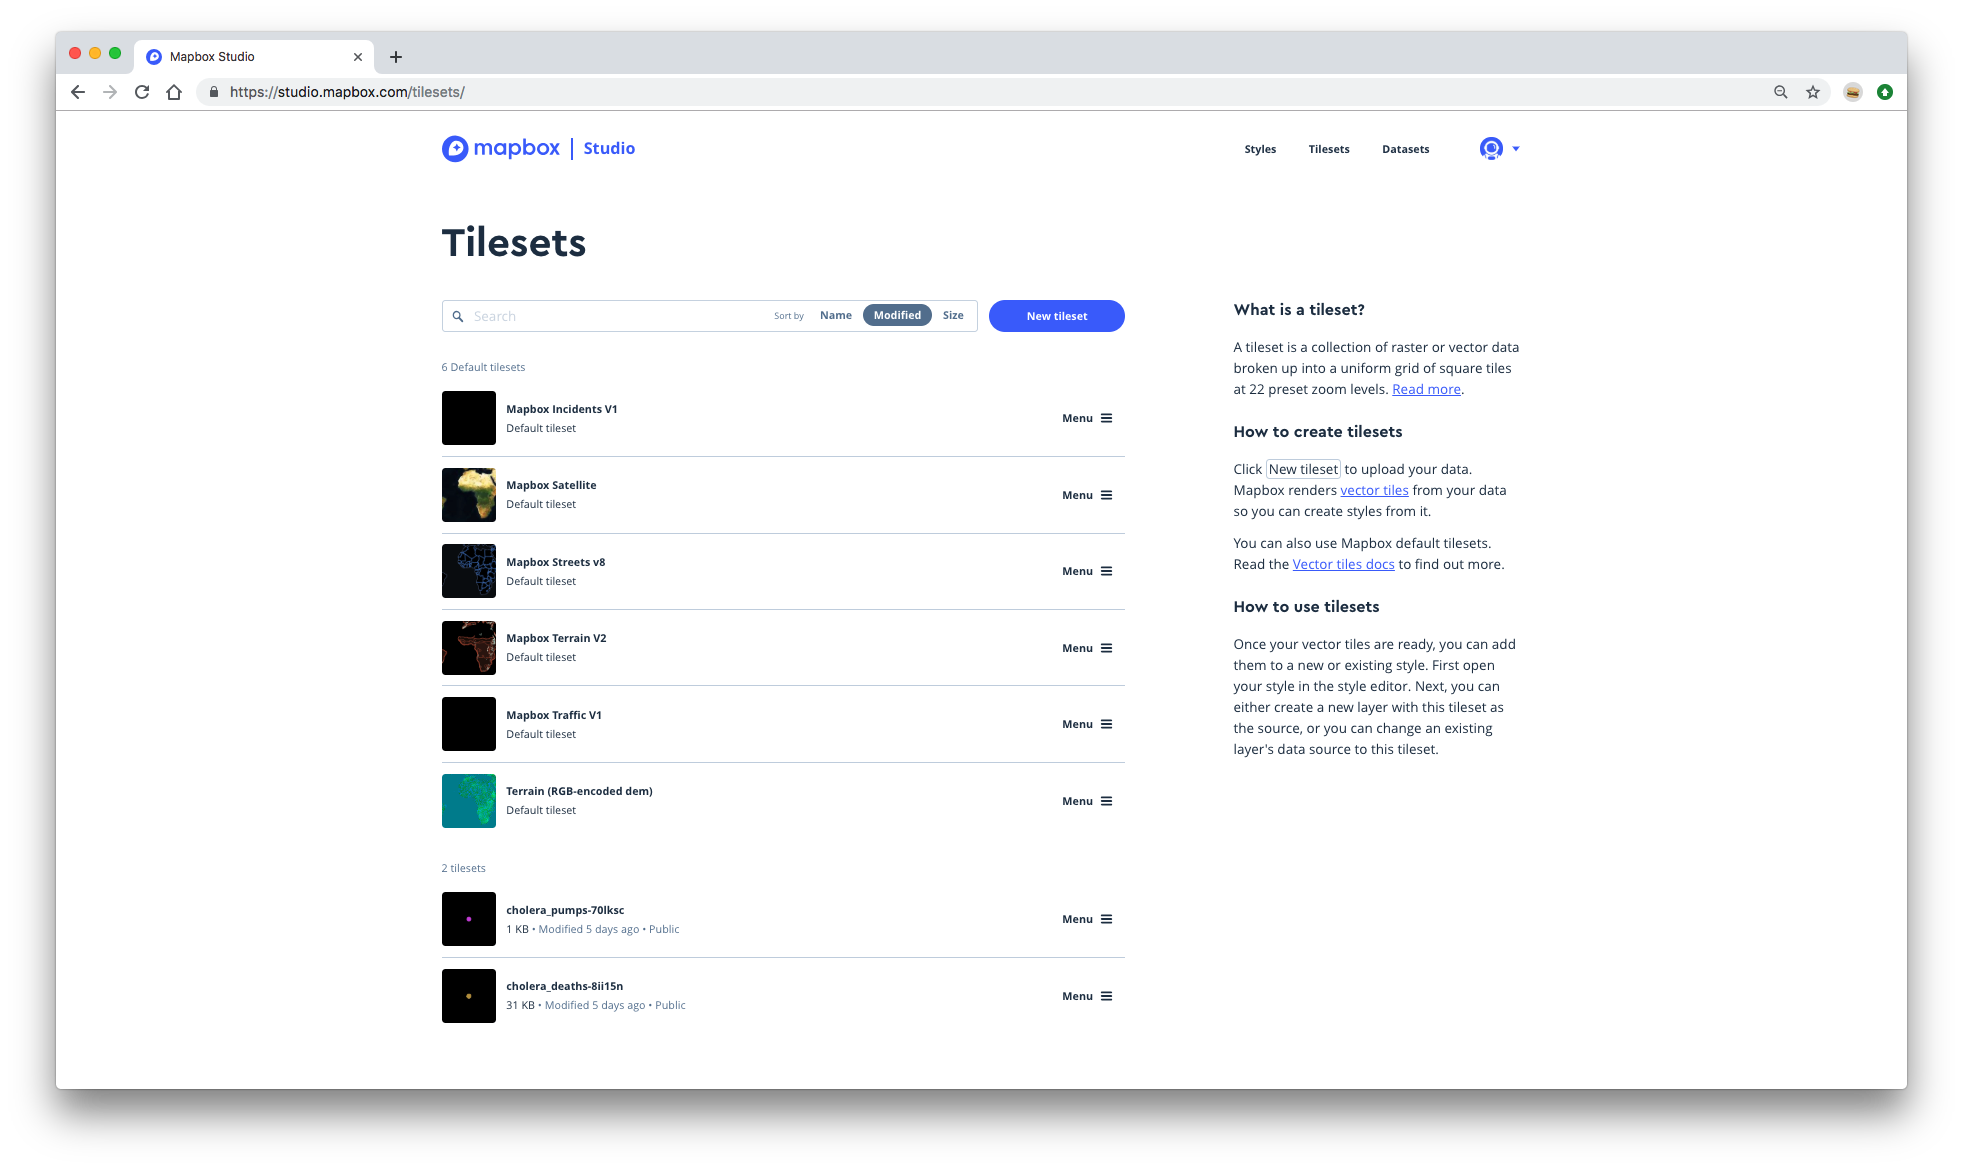 Mapbox Studio
https://studio.mapbox.com/tilesets/
mapbox | Studio
Styles
Tilesets
Datasets
Tilesets
Search
Sort by
Name
Modified
Size
New tileset
6 Default tilesets
Mapbox Incidents V1
Default tileset
Menu
Mapbox Satellite
Default tileset
Menu
Mapbox Streets v8
Default tileset
Menu
Mapbox Terrain V2
Default tileset
Menu
Mapbox Traffic V1
Default tileset
Menu
Terrain (RGB-encoded dem)
Default tileset
Menu
2 tilesets
cholera_pumps-70lksc
1 KB • Modified 5 days ago • Public
Menu
cholera_deaths-8ii15n
31 KB • Modified 5 days ago • Public
Menu
What is a tileset?
A tileset is a collection of raster or vector data
broken up into a uniform grid of square tiles
at 22 preset zoom levels. Read more.
How to create tilesets
Click New tileset to upload your data.
Mapbox renders vector tiles from your data
so you can create styles from it.
You can also use Mapbox default tilesets.
Read the Vector tiles docs to find out more.
How to use tilesets
Once your vector tiles are ready, you can add
them to a new or existing style. First open
your style in the style editor. Next, you can
either create a new layer with this tileset as
the source, or you can change an existing
layer's data source to this tileset.